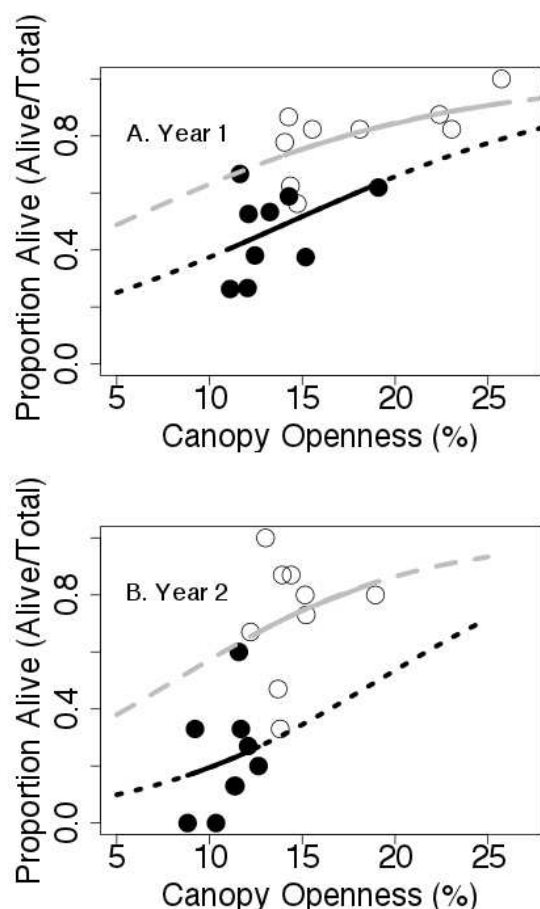 Proportion Alive (Alive/Total)
0.0 0.4 0.8
A. Year 1
5 10 15 20 25
Canopy Openness (%)
Proportion Alive (Alive/Total)
0.0 0.4 0.8
B. Year 2
5 10 15 20 25
Canopy Openness (%)